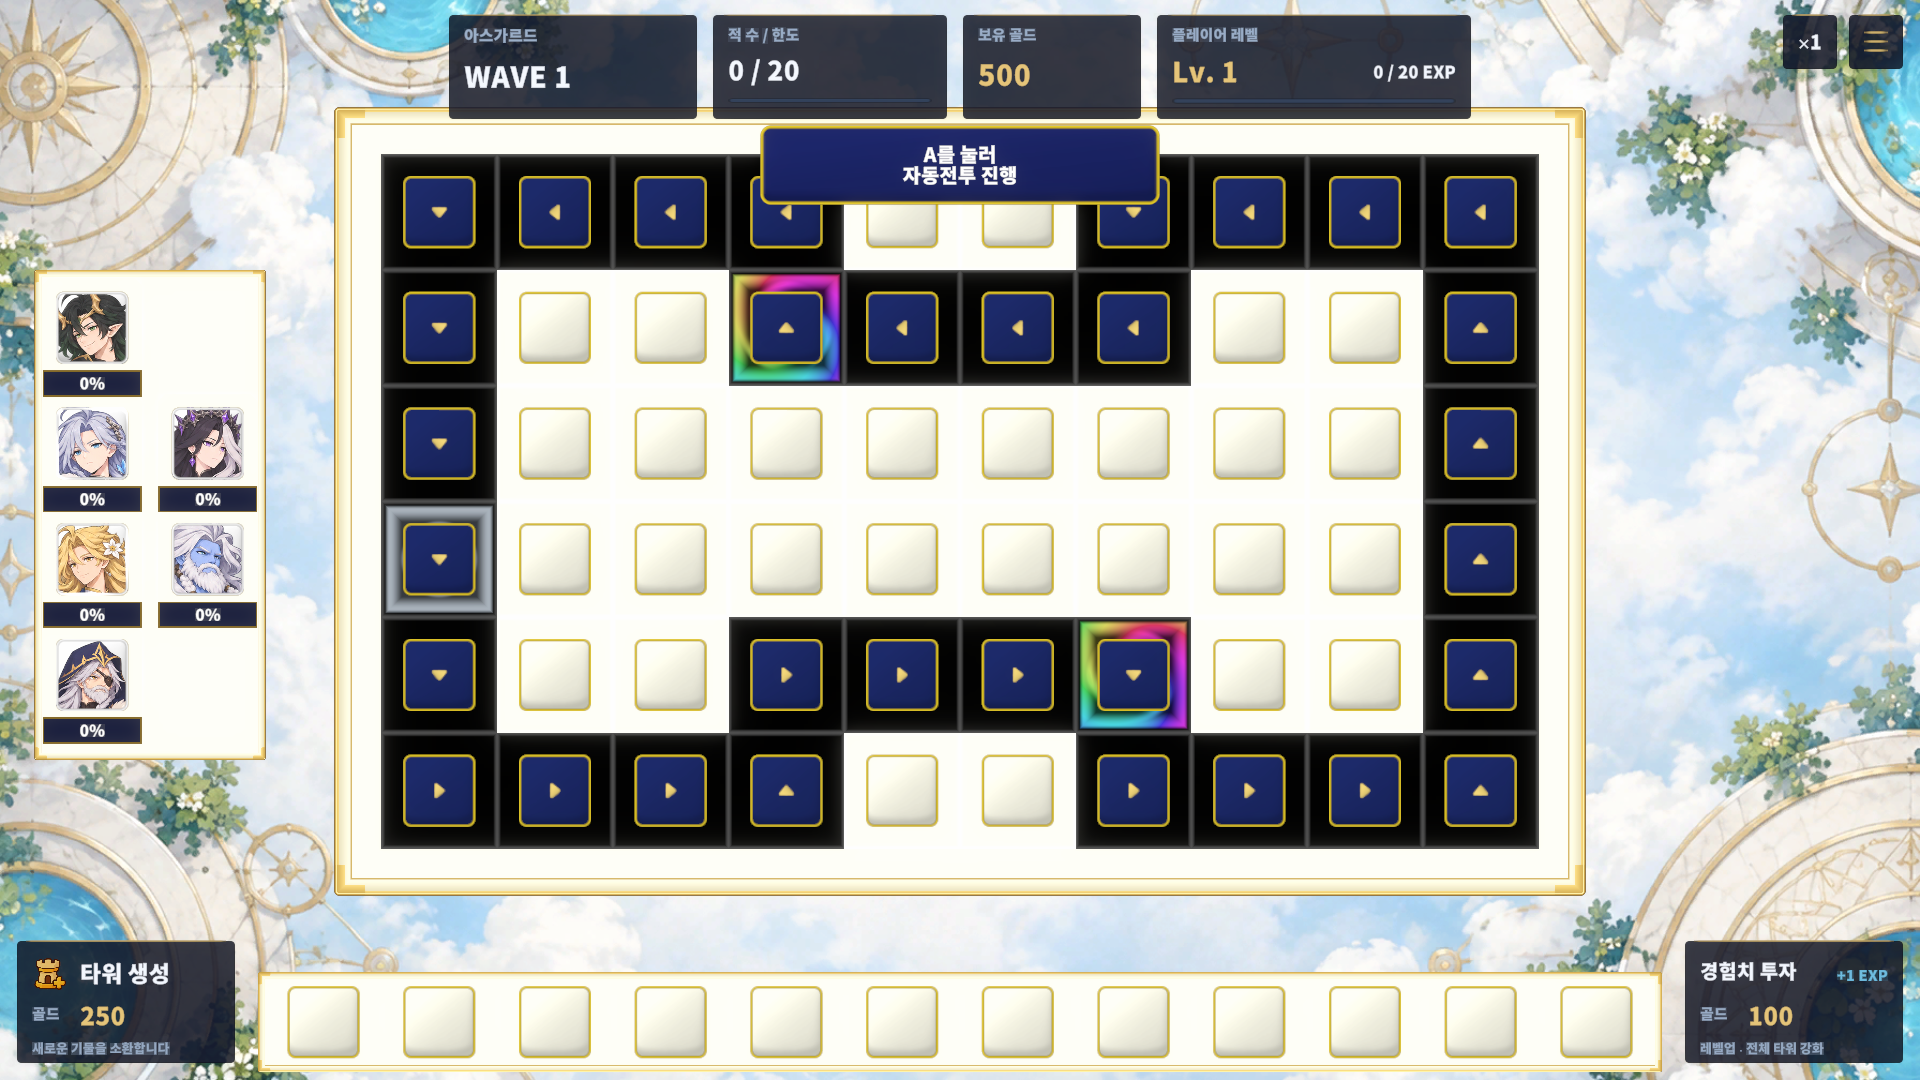 아스가르드
WAVE 1
적 수 / 한도
0 / 20
보유 골드
500
플레이어 레벨
Lv. 1
0 / 20 EXP
×1
A를 눌러
자동전투 진행
0%
0%
0%
0%
0%
0%
타워 생성
골드 250
새로운 기물을 소환합니다
경험치 투자 +1 EXP
골드 100
레벨업 · 전체 타워 강화